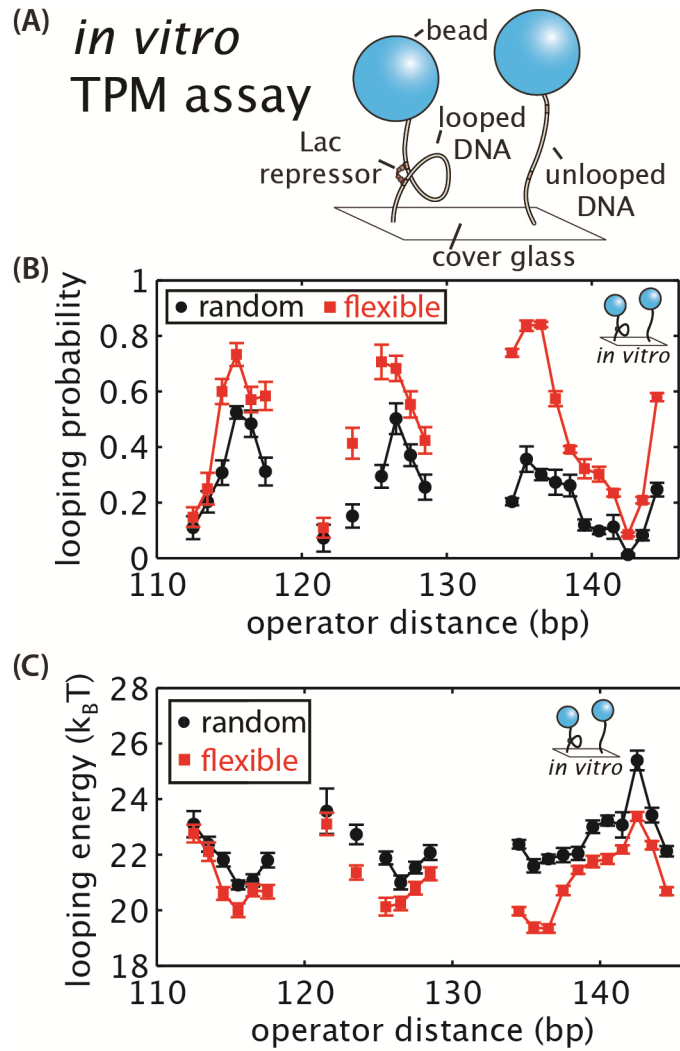 (A)
in vitro
TPM assay
bead
looped
DNA
Lac
repressor
unlooped
DNA
cover glass
(B)
looping probability
1
0.8
0.6
0.4
0.2
0
random
flexible
in vitro
110
120
130
140
operator distance (bp)
(C)
looping energy (kBT)
28
26
24
22
20
18
random
flexible
in vitro
110
120
130
140
operator distance (bp)